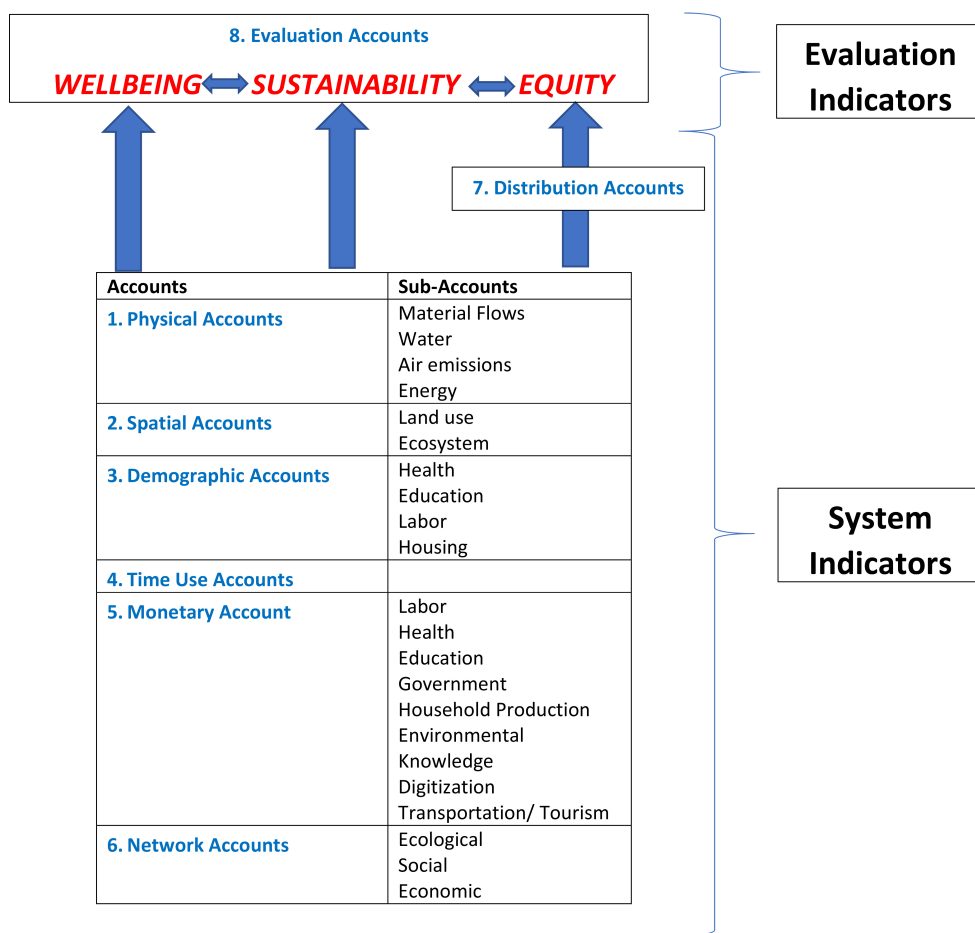 8. Evaluation Accounts
WELLBEING SUSTAINABILITY EQUITY
Evaluation
Indicators
7. Distribution Accounts
Accounts Sub-Accounts
1. Physical Accounts Material Flows
Water
Air emissions
Energy
2. Spatial Accounts Land use
Ecosystem
3. Demographic Accounts Health
Education
Labor
Housing
4. Time Use Accounts
5. Monetary Account Labor
Health
Education
Government
Household Production
Environmental
Knowledge
Digitization
Transportation/ Tourism
6. Network Accounts Ecological
Social
Economic
System
Indicators